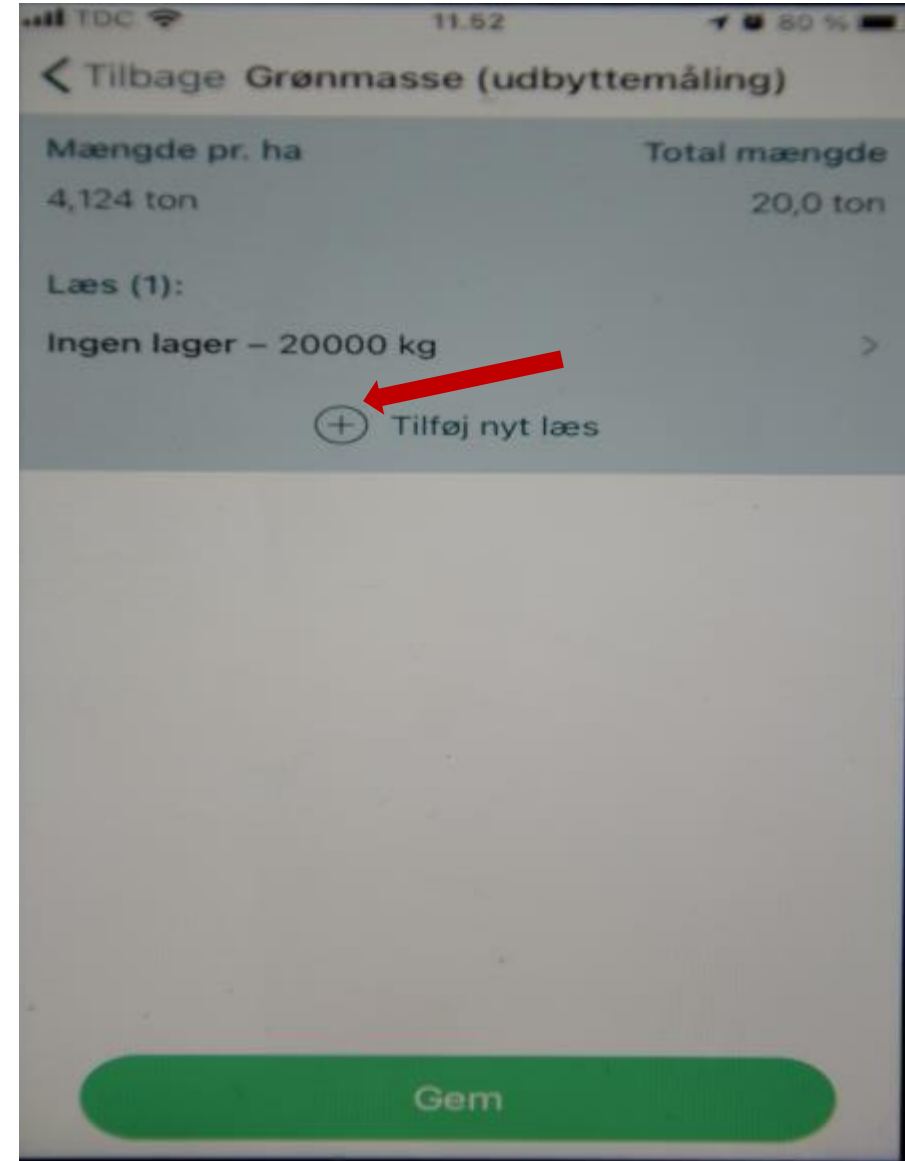 TDC 11.52 80 %
Tilbage Grønmasse (udbyttemåling)
Mængde pr. ha Total mængde
4,124 ton 20,0 ton
Læs (1):
Ingen lager – 20000 kg
Tilføj nyt læs
Gem